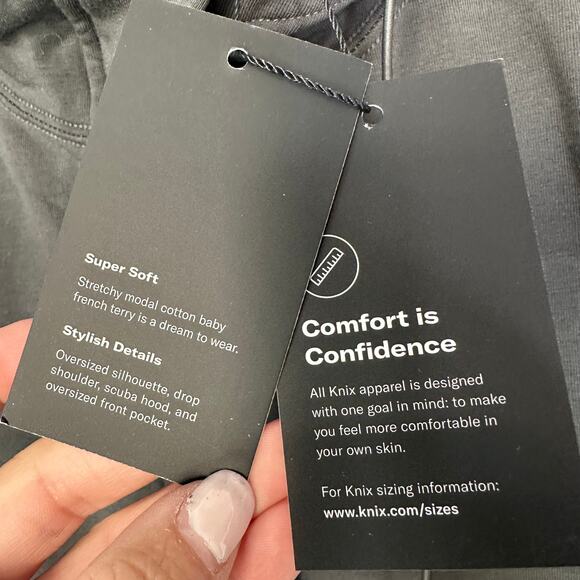 Super Soft
Stretchy modal cotton baby
french terry is a dream to wear.
Stylish Details
Oversized silhouette, drop
shoulder, scuba hood, and
oversized front pocket.
Comfort is
Confidence
All Knix apparel is designed
with one goal in mind: to make
you feel more comfortable in
your own skin.
For Knix sizing information:
www.knix.com/sizes